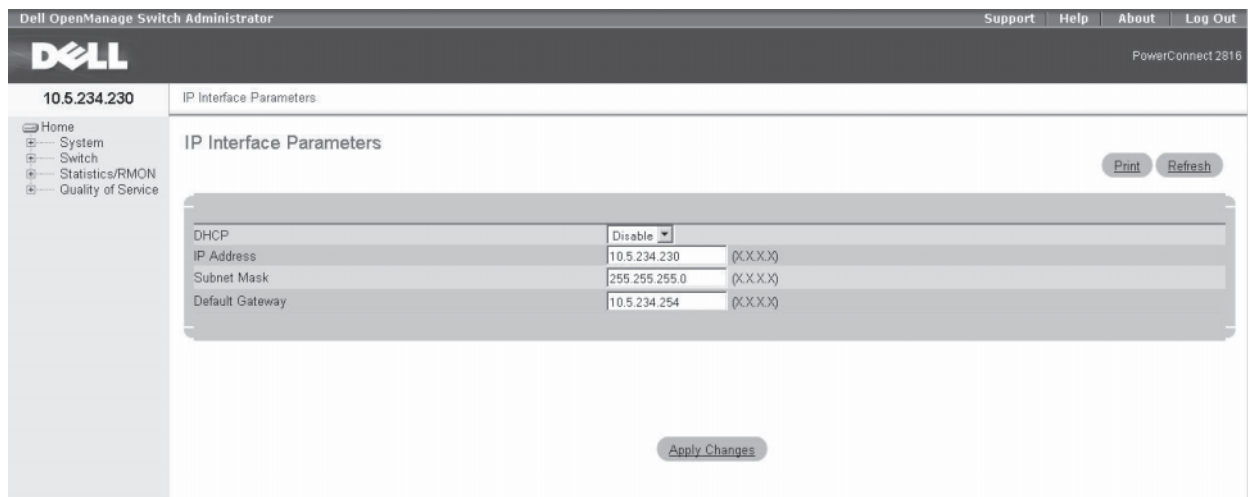 Dell OpenManage Switch Administrator
Support | Help | About | Log Out
DELL
PowerConnect 2816
10.5.234.230
IP Interface Parameters
Home
System
Switch
Statistics/RMON
Quality of Service
IP Interface Parameters
Print
Refresh
DHCP Disable
IP Address 10.5.234.230 (X.X.X.X)
Subnet Mask 255.255.255.0 (X.X.X.X)
Default Gateway 10.5.234.254 (X.X.X.X)
Apply Changes